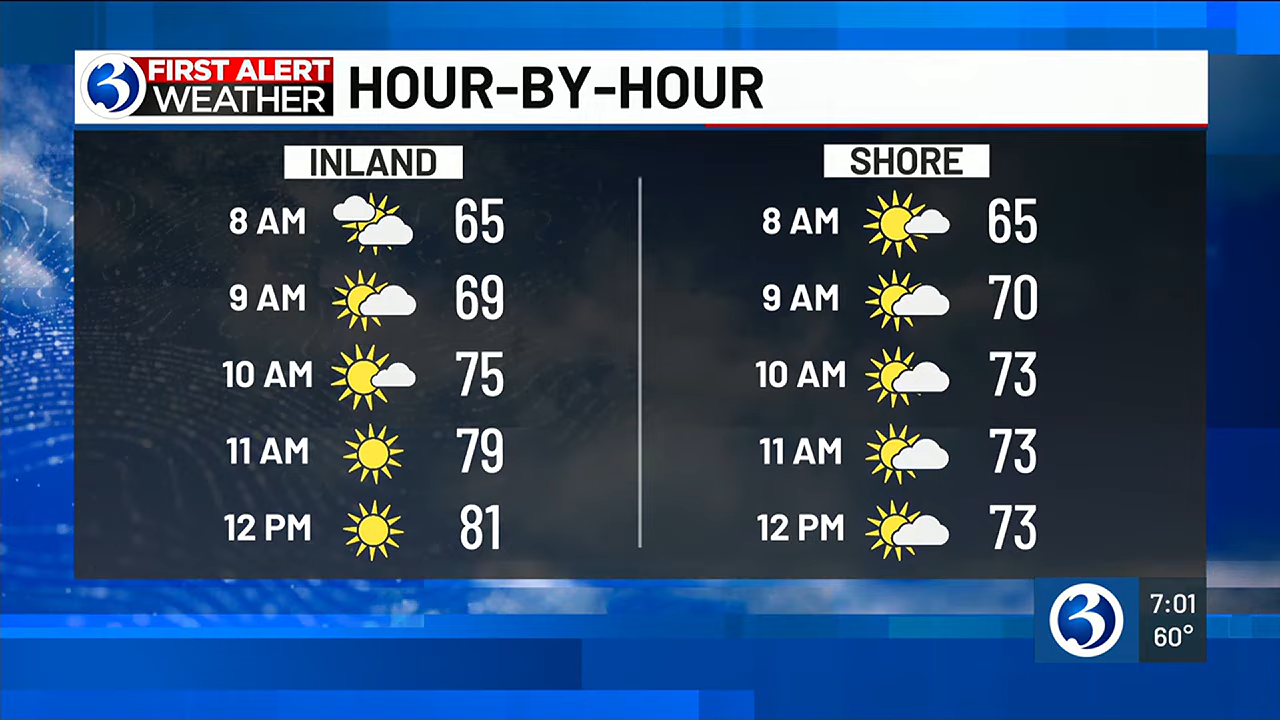 3 FIRST ALERT WEATHER
HOUR-BY-HOUR
INLAND
8 AM 65
9 AM 69
10 AM 75
11 AM 79
12 PM 81
SHORE
8 AM 65
9 AM 70
10 AM 73
11 AM 73
12 PM 73
3
7:01
60°